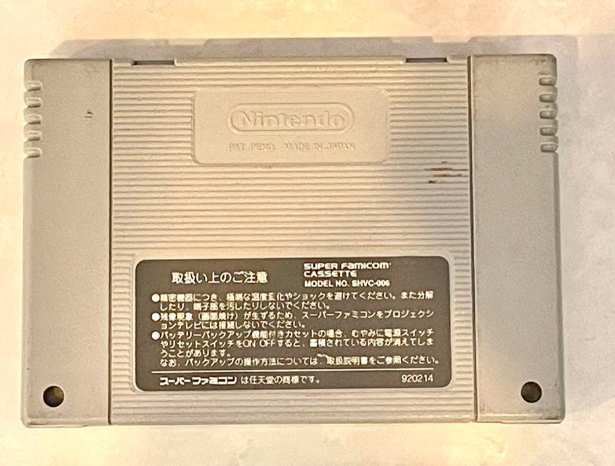 Nintendo
PAT. PEND. MADE IN JAPAN
取扱い上のご注意
SUPER FAMICOM
CASSETTE
MODEL NO. SHVC-006
●精密機器につき、極端な温度変化やショックを避けてください。また分解
したり、端子部を汚したりしないでください。
●残像現象（画面焼け）が生ずるため、スーパーファミコンをプロジェクシ
ョンテレビには接続しないでください。
●バッテリーバックアップ機能付きカセットの場合、むやみに電源スイッチ
やリセットスイッチをON OFFすると、蓄積されている内容が消えてしま
うことがあります。
なお、バックアップの操作方法については、取扱説明書をご参照ください。
スーパーファミコンは任天堂の商標です。 920214